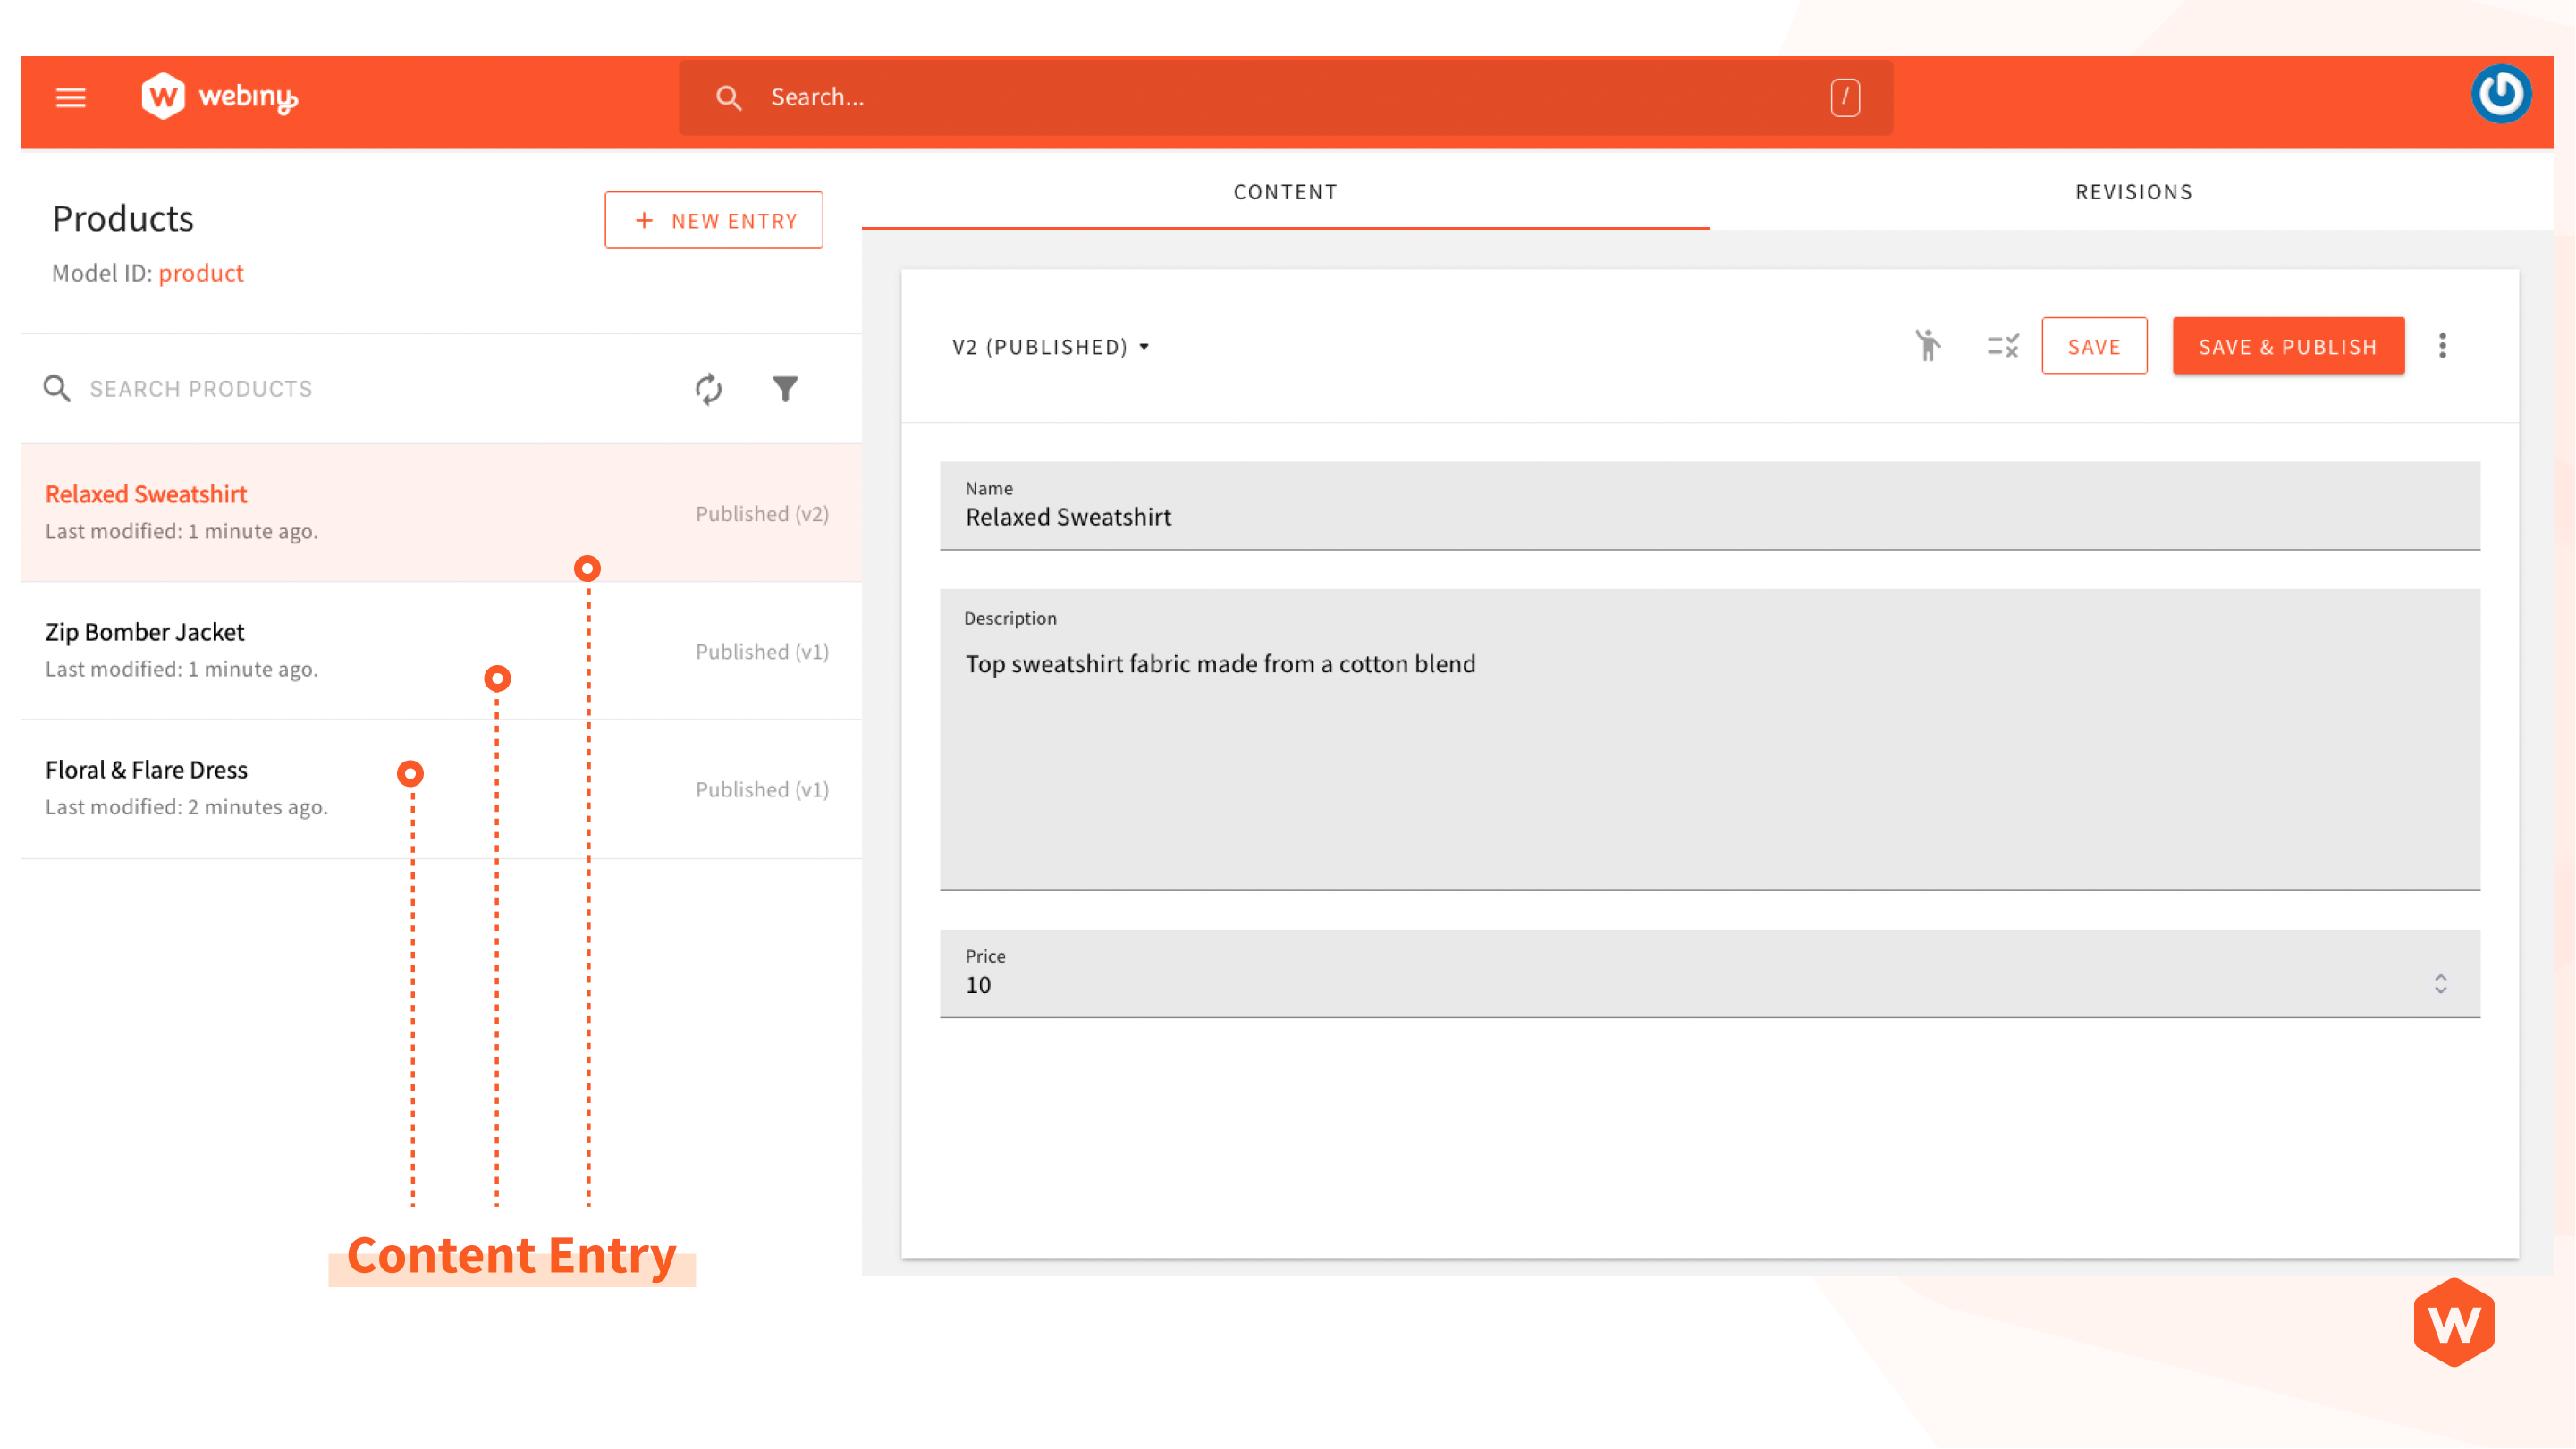 webiny
Search...
/
Products
+ NEW ENTRY
Model ID: product
SEARCH PRODUCTS
Relaxed Sweatshirt
Last modified: 1 minute ago.
Published (v2)
Zip Bomber Jacket
Last modified: 1 minute ago.
Published (v1)
Floral & Flare Dress
Last modified: 2 minutes ago.
Published (v1)
Content Entry
CONTENT
REVISIONS
V2 (PUBLISHED)
SAVE
SAVE & PUBLISH
Name
Relaxed Sweatshirt
Description
Top sweatshirt fabric made from a cotton blend
Price
10
W